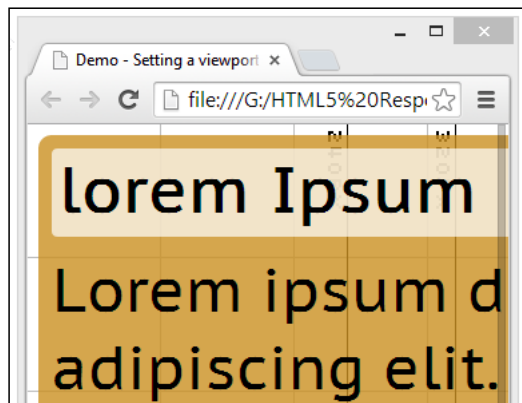 Demo - Setting a viewport
file:///G:/HTML5%20Resp
lorem Ipsum
Lorem ipsum d
adipiscing elit.